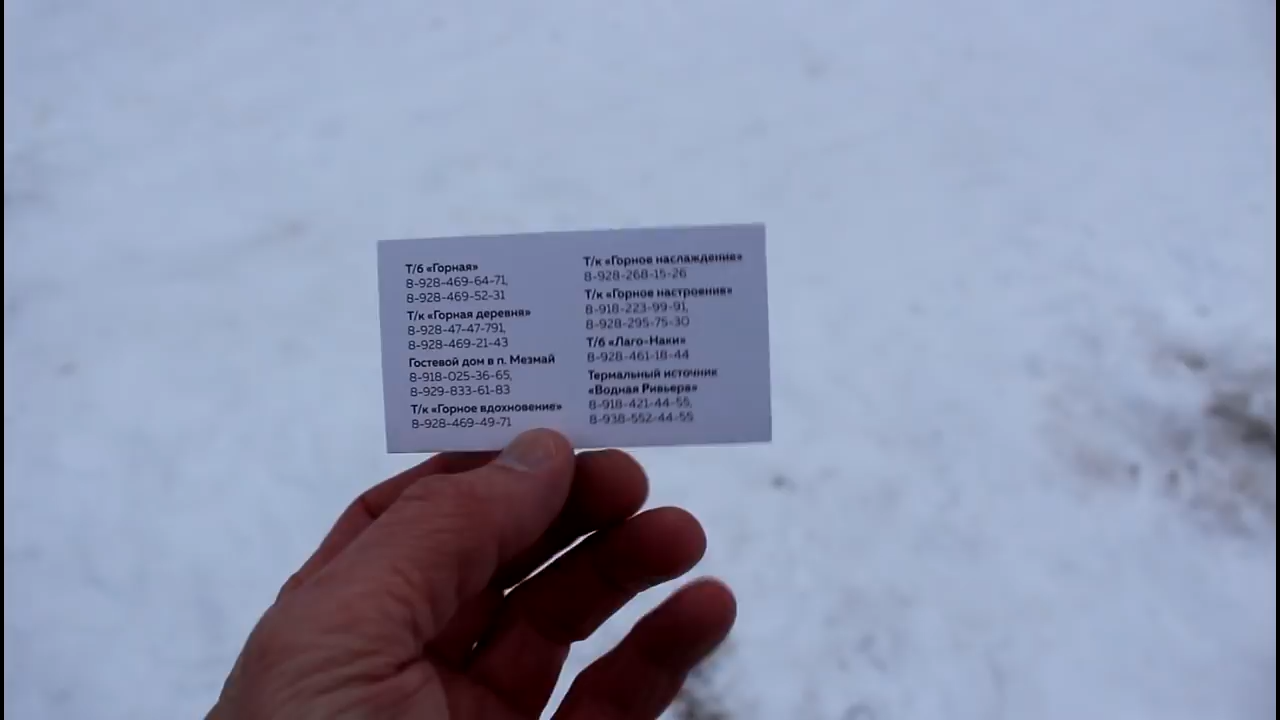 Т/б «Горная»
8-928-469-64-71,
8-928-469-52-31
Т/к «Горная деревня»
8-928-47-47-791,
8-928-469-21-43
Гостевой дом в п. Мезмай
8-918-025-36-65,
8-929-833-61-83
Т/к «Горное вдохновение»
8-928-469-49-71
Т/к «Горное наслаждение»
8-928-268-15-26
Т/к «Горное настроение»
8-918-223-99-91,
8-928-295-75-30
Т/б «Лаго-Наки»
8-928-461-18-44
Термальный источник
«Водная Ривьера»
8-918-421-44-55,
8-938-552-44-55